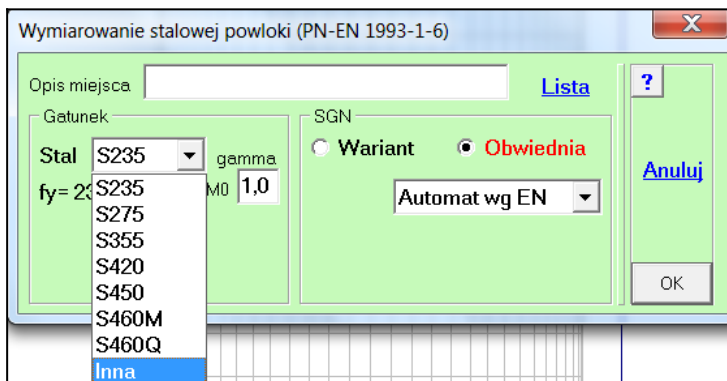 Wymiarowanie stalowej powloki (PN-EN 1993-1-6)
X
Opis miejsca
Lista
?
Gatunek
SGN
Stal S235 gamma
Wariant Obwiednia
Anuluj
fy= 23
M0 1,0
Automat wg EN
S235
S275
S355
S420
S450
S460M
S460Q
Inna
OK